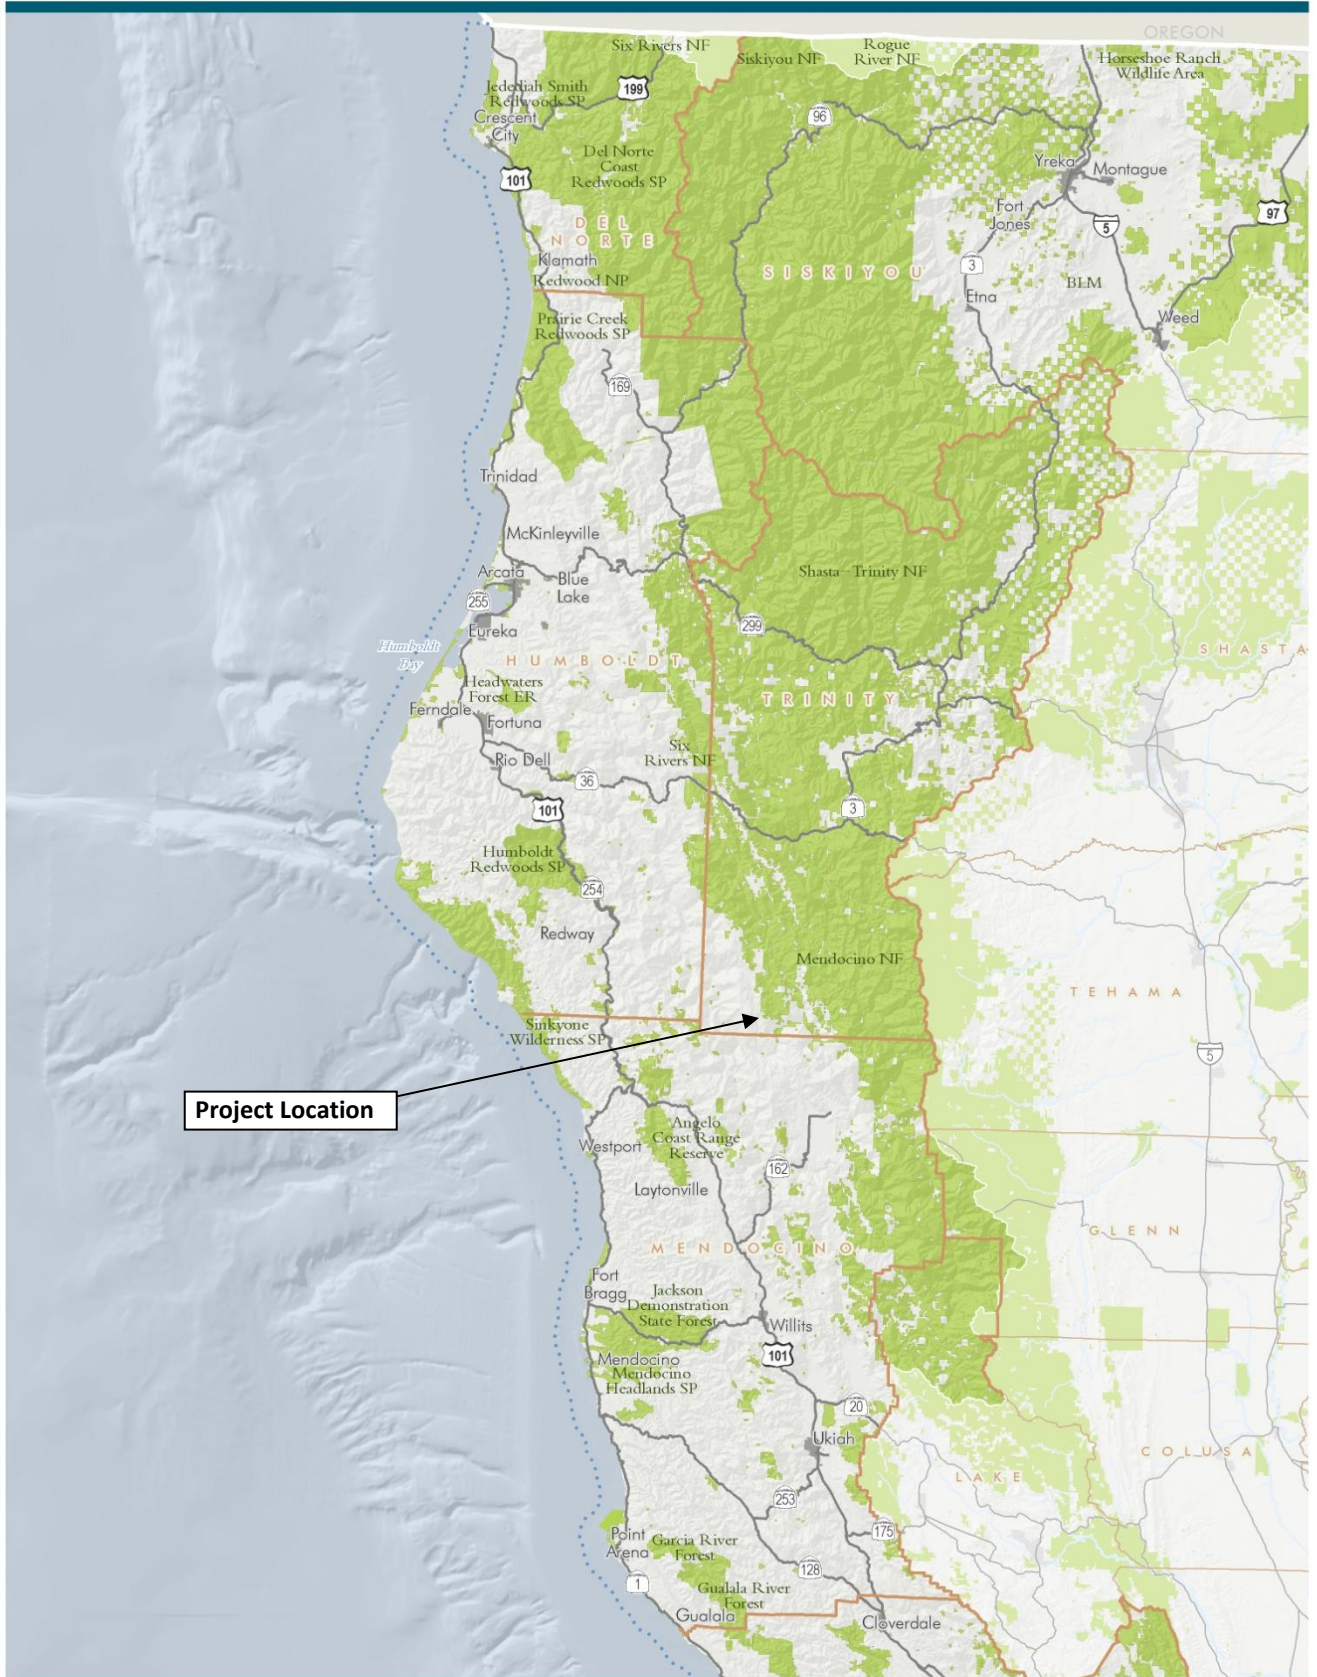 OREGON
Six Rivers NF
Siskiyou NF
Rogue
River NF
Horseshoe Ranch
Wildlife Area
Jedediah Smith
Redwoods SP
199
Crescent
City
96
Del Norte
Coast
Redwoods SP
Yreka
Montague
101
Fort
Jones
97
5
DEL
NORTE
Klamath
SISKIYOU
3
Redwood NP
Etna
BLM
Prairie Creek
Redwoods SP
Weed
169
Trinidad
McKinleyville
Arcata
Blue
Lake
Shasta-Trinity NF
255
Eureka
299
Humboldt
Bay
HUMBOLDT
SHASTA
Headwaters
Forest ER
TRINITY
Ferndale
Fortuna
Six
Rivers NF
Rio Dell
36
101
3
Humboldt
Redwoods SP
254
Redway
Mendocino NF
TEHAMA
Sinkyone
Wilderness SP
5
Project Location
Angelo
Coast Range
Reserve
Westport
162
Laytonville
GLENN
MENDOCINO
Fort
Bragg
Jackson
Demonstration
State Forest
Willits
101
Mendocino
Mendocino
Headlands SP
20
Ukiah
COLUSA
LAKE
253
Point
Arena
Garcia River
Forest
175
128
1
Gualala River
Forest
Gualala
Cloverdale